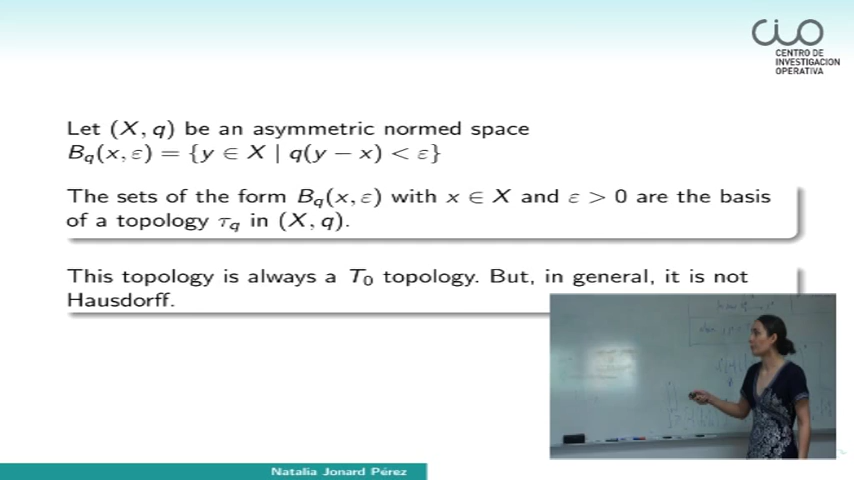 CIO
CENTRO DE
INVESTIGACION
OPERATIVA
Let (X, q) be an asymmetric normed space
B_q(x, ε) = {y ∈ X | q(y − x) < ε}
The sets of the form B_q(x, ε) with x ∈ X and ε > 0 are the basis
of a topology τ_q in (X, q).
This topology is always a T_0 topology. But, in general, it is not
Hausdorff.
Natalia Jonard Pérez